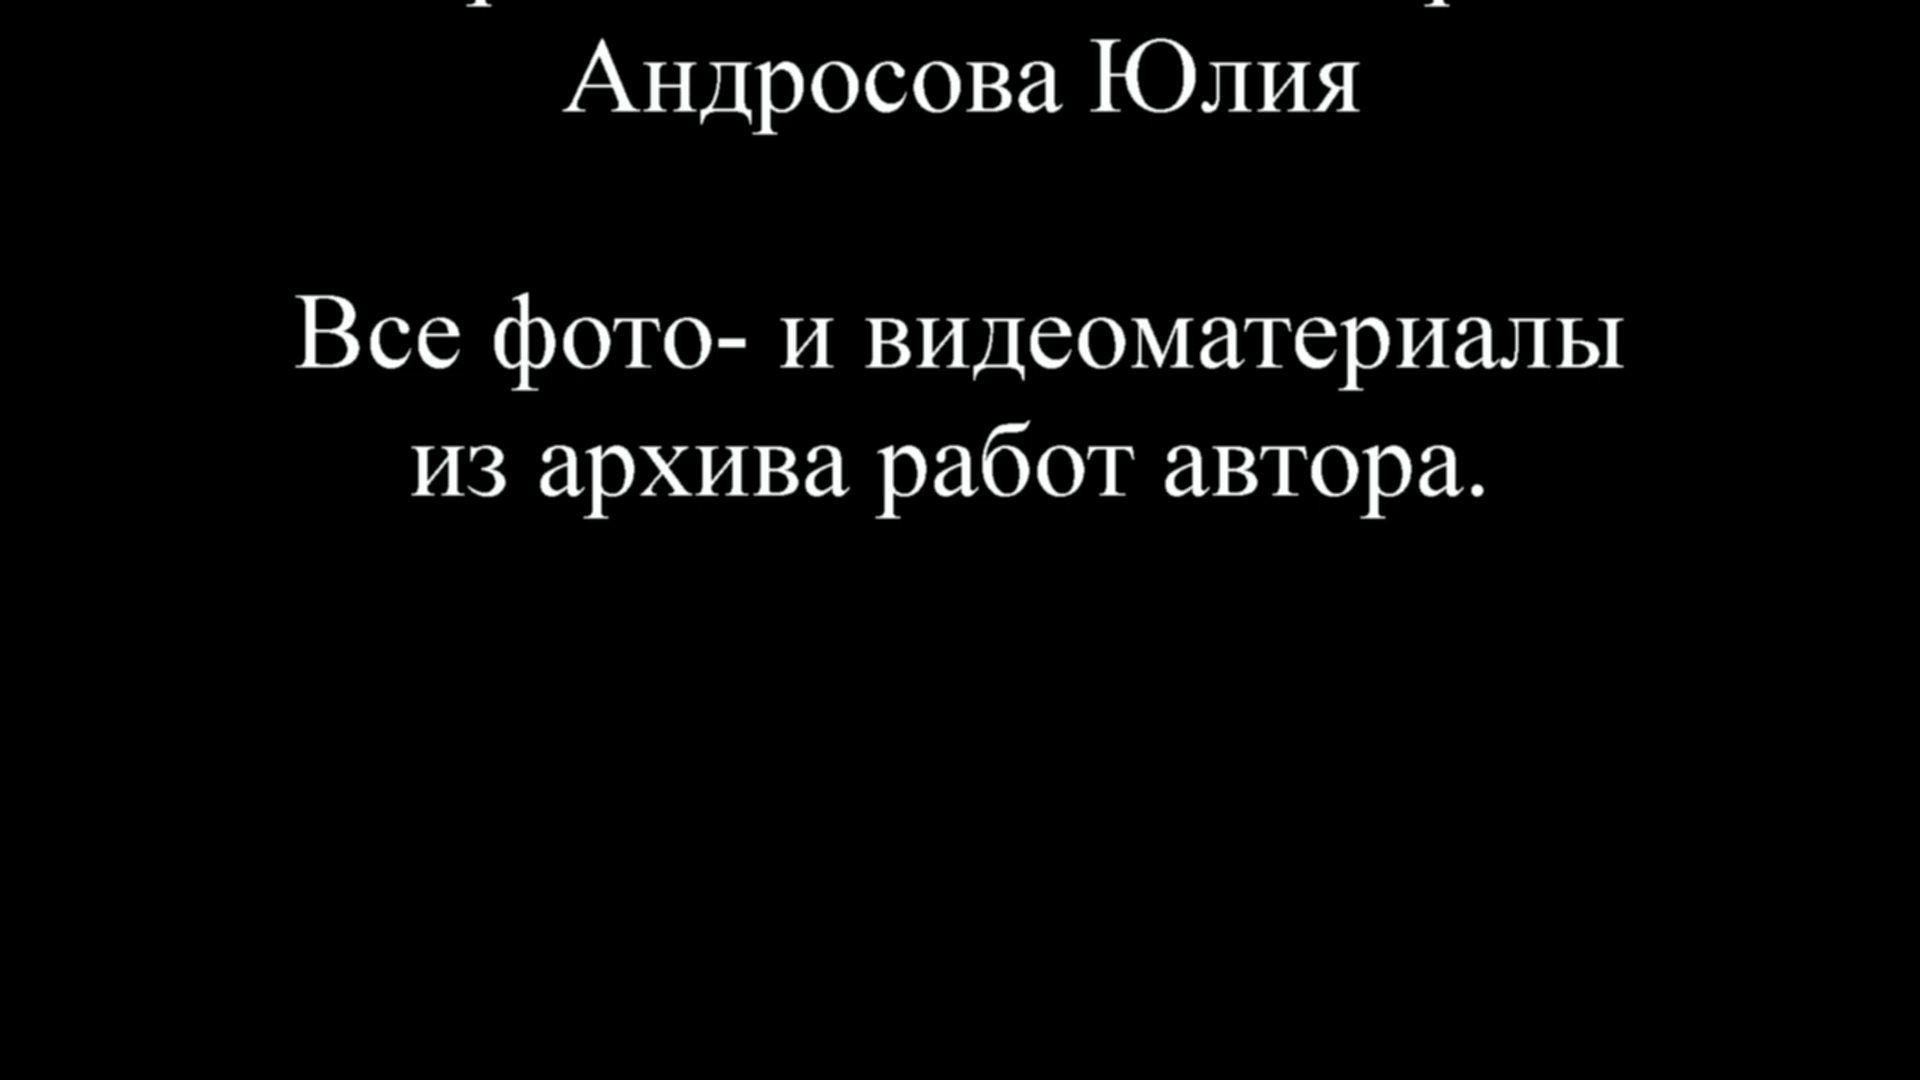 Андросова Юлия
Все фото- и видеоматериалы
из архива работ автора.